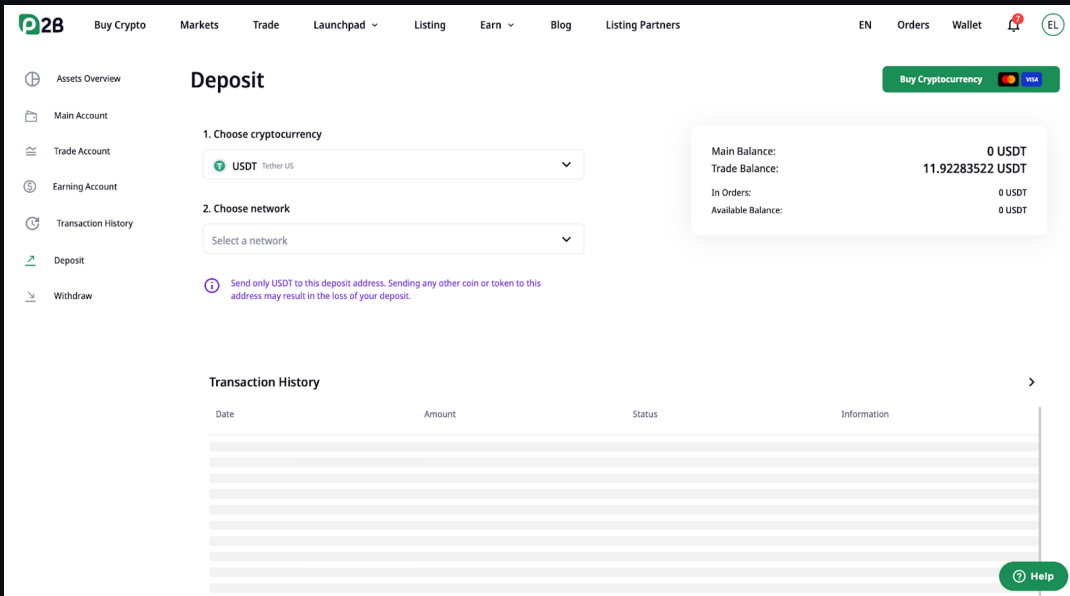 P2B Buy Crypto Markets Trade Launchpad Listing Earn Blog Listing Partners EN Orders Wallet 7 EL
Assets Overview
Main Account
Trade Account
Earning Account
Transaction History
Deposit
Withdraw
Deposit
Buy Cryptocurrency VISA
1. Choose cryptocurrency
USDT Tether US
2. Choose network
Select a network
Send only USDT to this deposit address. Sending any other coin or token to this
address may result in the loss of your deposit.
Main Balance: 0 USDT
Trade Balance: 11.92283522 USDT
In Orders: 0 USDT
Available Balance: 0 USDT
Transaction History
Date Amount Status Information
Help